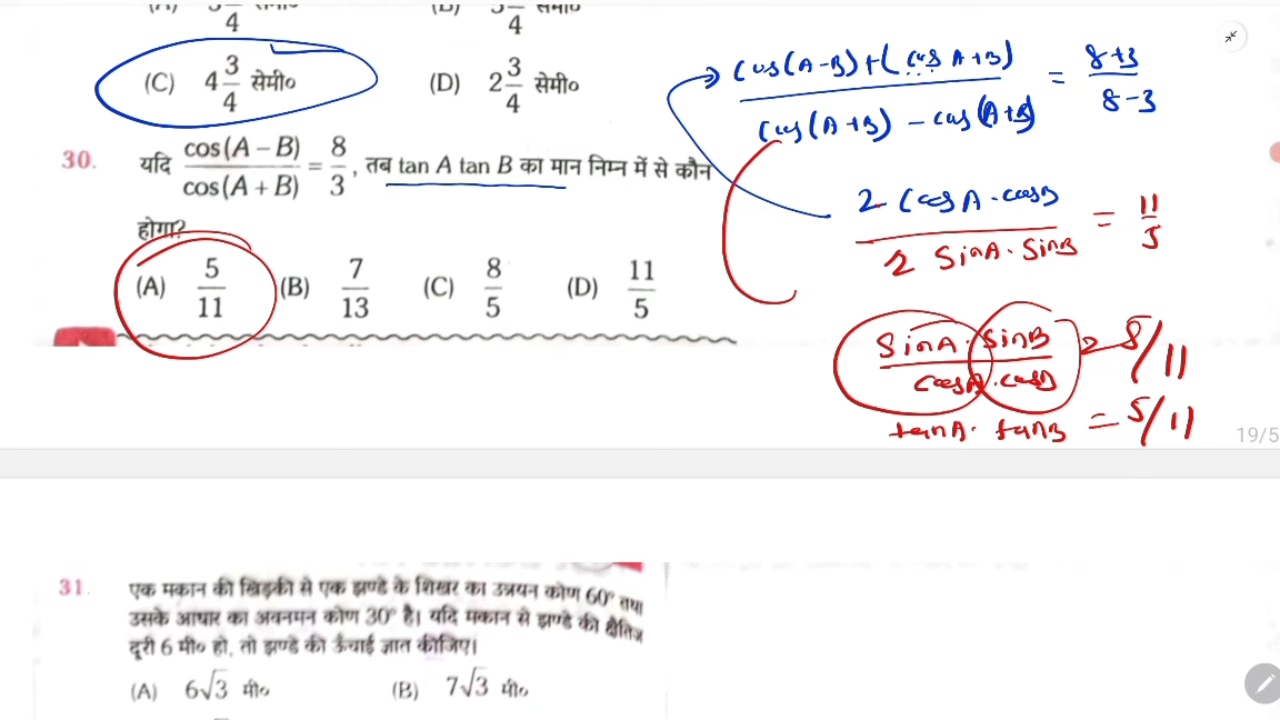 4
4
(C) 4 3/4 सेमी० (D) 2 3/4 सेमी०
30. यदि cos(A – B)/cos(A + B) = 8/3, तब tan A tan B का मान निम्न में से कौन
होगा?
(A) 5/11 (B) 7/13 (C) 8/5 (D) 11/5
cos(A-B)+(cos A+B)/cos(A+B) - cos(A+B) = 8+3/8-3
2 cosA.cosB/2 sinA.sinB = 11/5
sinA.sinB/cosA.cosB = 5/11
tanA. tanB = 5/11
19/5
31. एक मकान की खिड़की से एक झण्डे के शिखर का उन्नयन कोण 60° तथा
उसके आधार का अवनमन कोण 30° है। यदि मकान से झण्डे की क्षैतिज
दूरी 6 मी० हो, तो झण्डे की ऊँचाई ज्ञात कीजिए।
(A) 6√3 मी० (B) 7√3 मी०